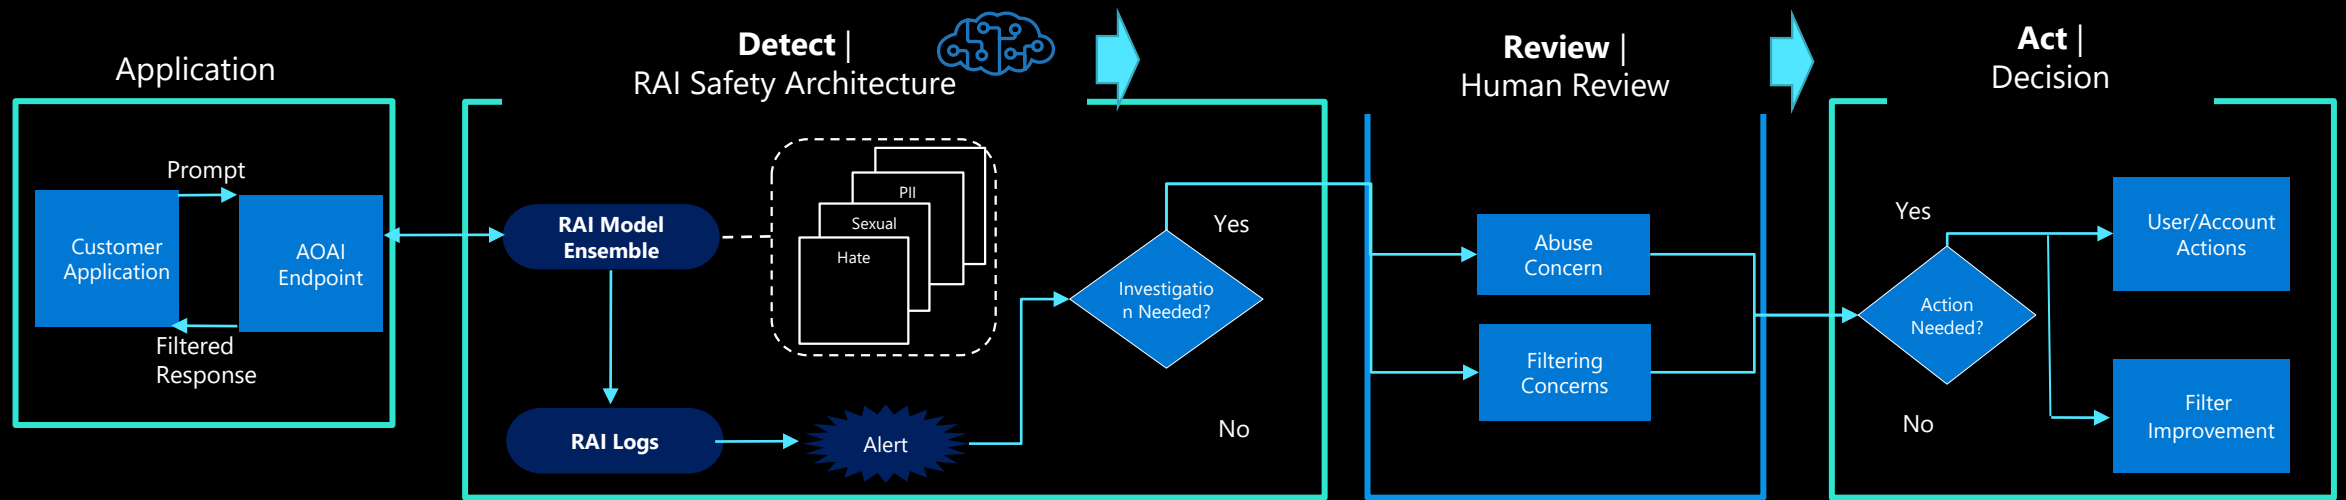 Application
Prompt
Customer
Application
AOAI
Endpoint
Filtered
Response
Detect |
RAI Safety Architecture
RAI Model
Ensemble
PII
Sexual
Hate
RAI Logs
Alert
Investigatio
n Needed?
Yes
No
Review |
Human Review
Abuse
Concern
Filtering
Concerns
Act |
Decision
Yes
Action
Needed?
No
User/Account
Actions
Filter
Improvement